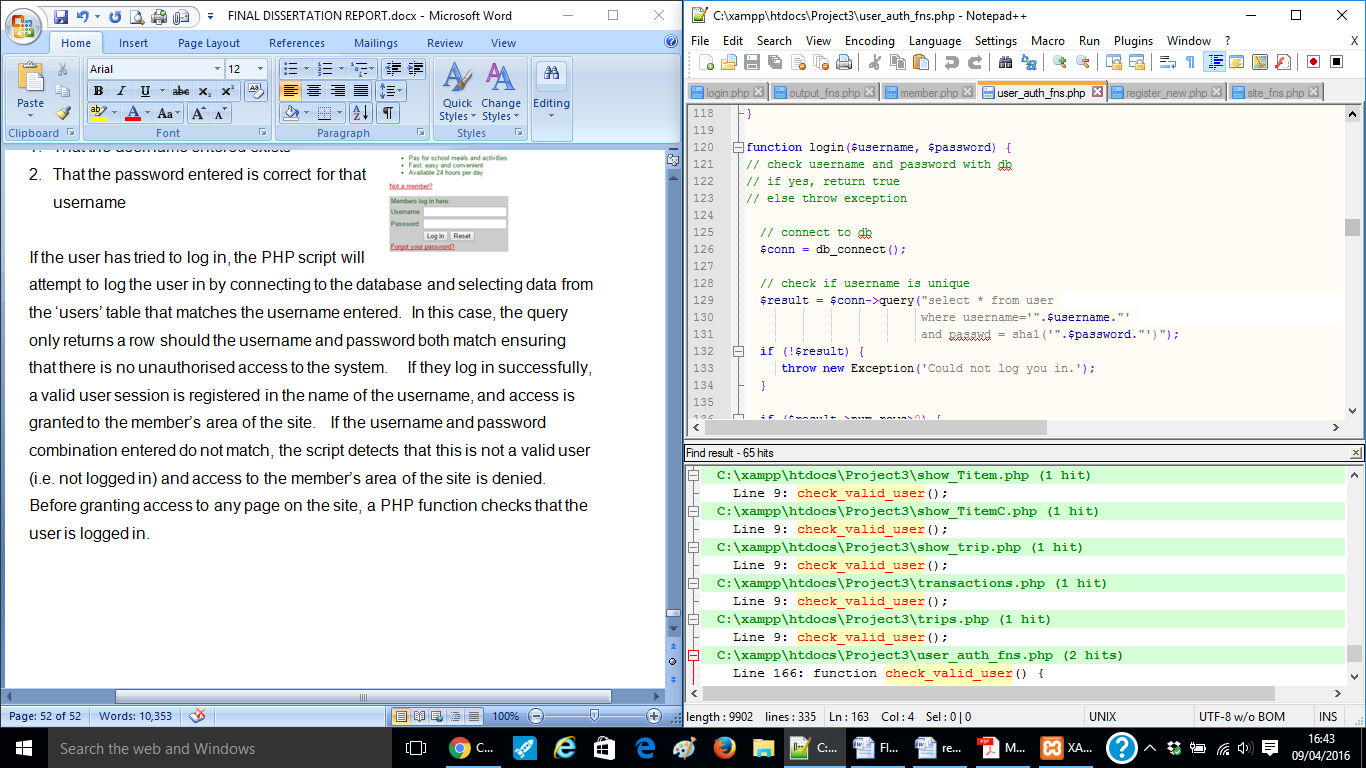 FINAL DISSERTATION REPORT.docx - Microsoft Word
Home Insert Page Layout References Mailings Review View
Paste
Arial 12
Quick Styles
Change Styles
Editing
Clipboard Font Paragraph Styles
2. That the password entered is correct for that
username
Pay for school meals and activities
Fast, easy and convenient
Available 24 hours per day
Not a member?
Members log in here:
Username:
Password:
Log in Reset
Forgot your password?
If the user has tried to log in, the PHP script will
attempt to log the user in by connecting to the database and selecting data from
the ‘users’ table that matches the username entered. In this case, the query
only returns a row should the username and password both match ensuring
that there is no unauthorised access to the system. If they log in successfully,
a valid user session is registered in the name of the username, and access is
granted to the member’s area of the site. If the username and password
combination entered do not match, the script detects that this is not a valid user
(i.e. not logged in) and access to the member’s area of the site is denied.
Before granting access to any page on the site, a PHP function checks that the
user is logged in.
Page: 52 of 52 Words: 10,353 100%
C:\xampp\htdocs\Project3\user_auth_fns.php - Notepad++
File Edit Search View Encoding Language Settings Macro Run Plugins Window ? X
login.php output_fns.php member.php user_auth_fns.php register_new.php site_fns.php
118 }
119
120 function login($username, $password) {
121 // check username and password with db
122 // if yes, return true
123 // else throw exception
124
125 // connect to db
126 $conn = db_connect();
127
128 // check if username is unique
129 $result = $conn->query("select * from user
130 where username='".$username."'
131 and passwd = sha1('".$password."')");
132 if (!$result) {
133 throw new Exception('Could not log you in.');
134 }
135
136 if ($result->num_rows>0) {
Find result - 65 hits
C:\xampp\htdocs\Project3\show_Titem.php (1 hit)
Line 9: check_valid_user();
C:\xampp\htdocs\Project3\show_TitemC.php (1 hit)
Line 9: check_valid_user();
C:\xampp\htdocs\Project3\show_trip.php (1 hit)
Line 9: check_valid_user();
C:\xampp\htdocs\Project3\transactions.php (1 hit)
Line 9: check_valid_user();
C:\xampp\htdocs\Project3\trips.php (1 hit)
Line 9: check_valid_user();
C:\xampp\htdocs\Project3\user_auth_fns.php (2 hits)
Line 166: function check_valid_user() {
length : 9902 lines : 335 Ln : 163 Col : 4 Sel : 0 | 0 UNIX UTF-8 w/o BOM INS
Search the web and Windows
C... C:... FI... re... M... XA...
16:43
09/04/2016